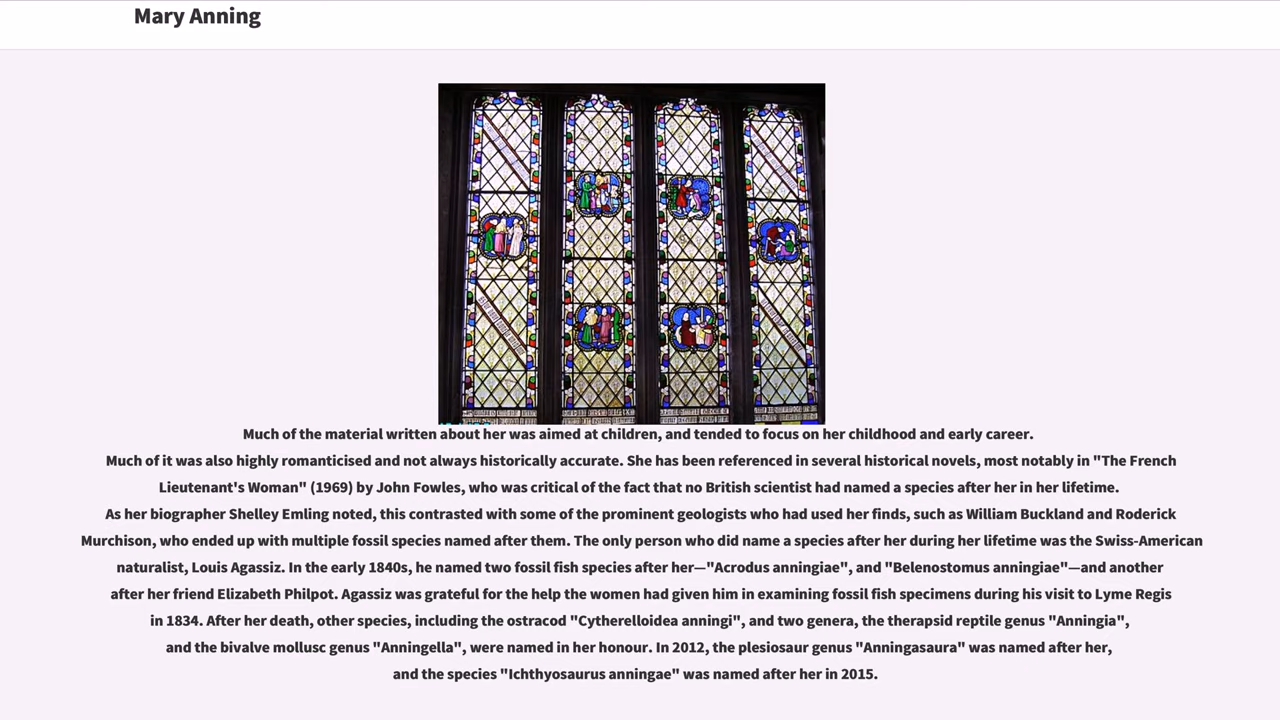 Mary Anning
Much of the material written about her was aimed at children, and tended to focus on her childhood and early career.
Much of it was also highly romanticised and not always historically accurate. She has been referenced in several historical novels, most notably in "The French
Lieutenant's Woman" (1969) by John Fowles, who was critical of the fact that no British scientist had named a species after her in her lifetime.
As her biographer Shelley Emling noted, this contrasted with some of the prominent geologists who had used her finds, such as William Buckland and Roderick
Murchison, who ended up with multiple fossil species named after them. The only person who did name a species after her during her lifetime was the Swiss-American
naturalist, Louis Agassiz. In the early 1840s, he named two fossil fish species after her—"Acrodus anningiae", and "Belenostomus anningiae"—and another
after her friend Elizabeth Philpot. Agassiz was grateful for the help the women had given him in examining fossil fish specimens during his visit to Lyme Regis
in 1834. After her death, other species, including the ostracod "Cytherelloidea anningi", and two genera, the therapsid reptile genus "Anningia",
and the bivalve mollusc genus "Anningella", were named in her honour. In 2012, the plesiosaur genus "Anningasaura" was named after her,
and the species "Ichthyosaurus anningae" was named after her in 2015.